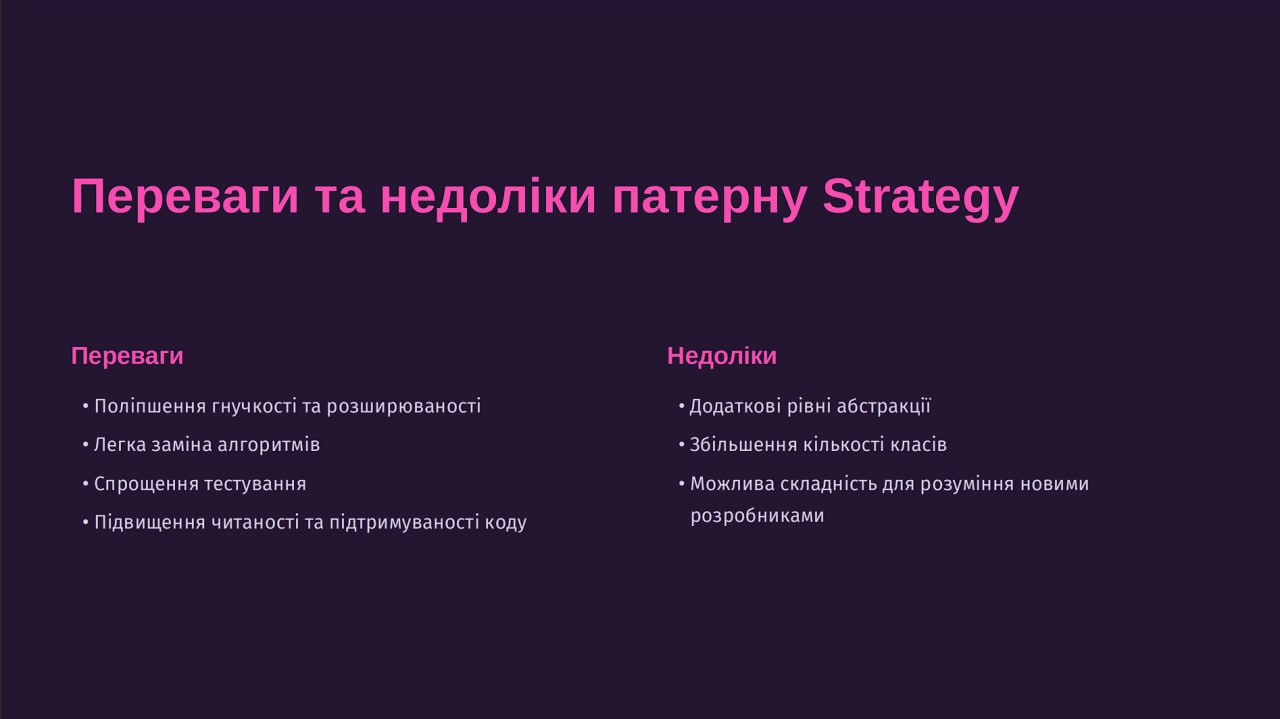 Переваги та недоліки патерну Strategy
Переваги
• Поліпшення гнучкості та розширюваності
• Легка заміна алгоритмів
• Спрощення тестування
• Підвищення читаності та підтримуваності коду
Недоліки
• Додаткові рівні абстракції
• Збільшення кількості класів
• Можлива складність для розуміння новими
розробниками